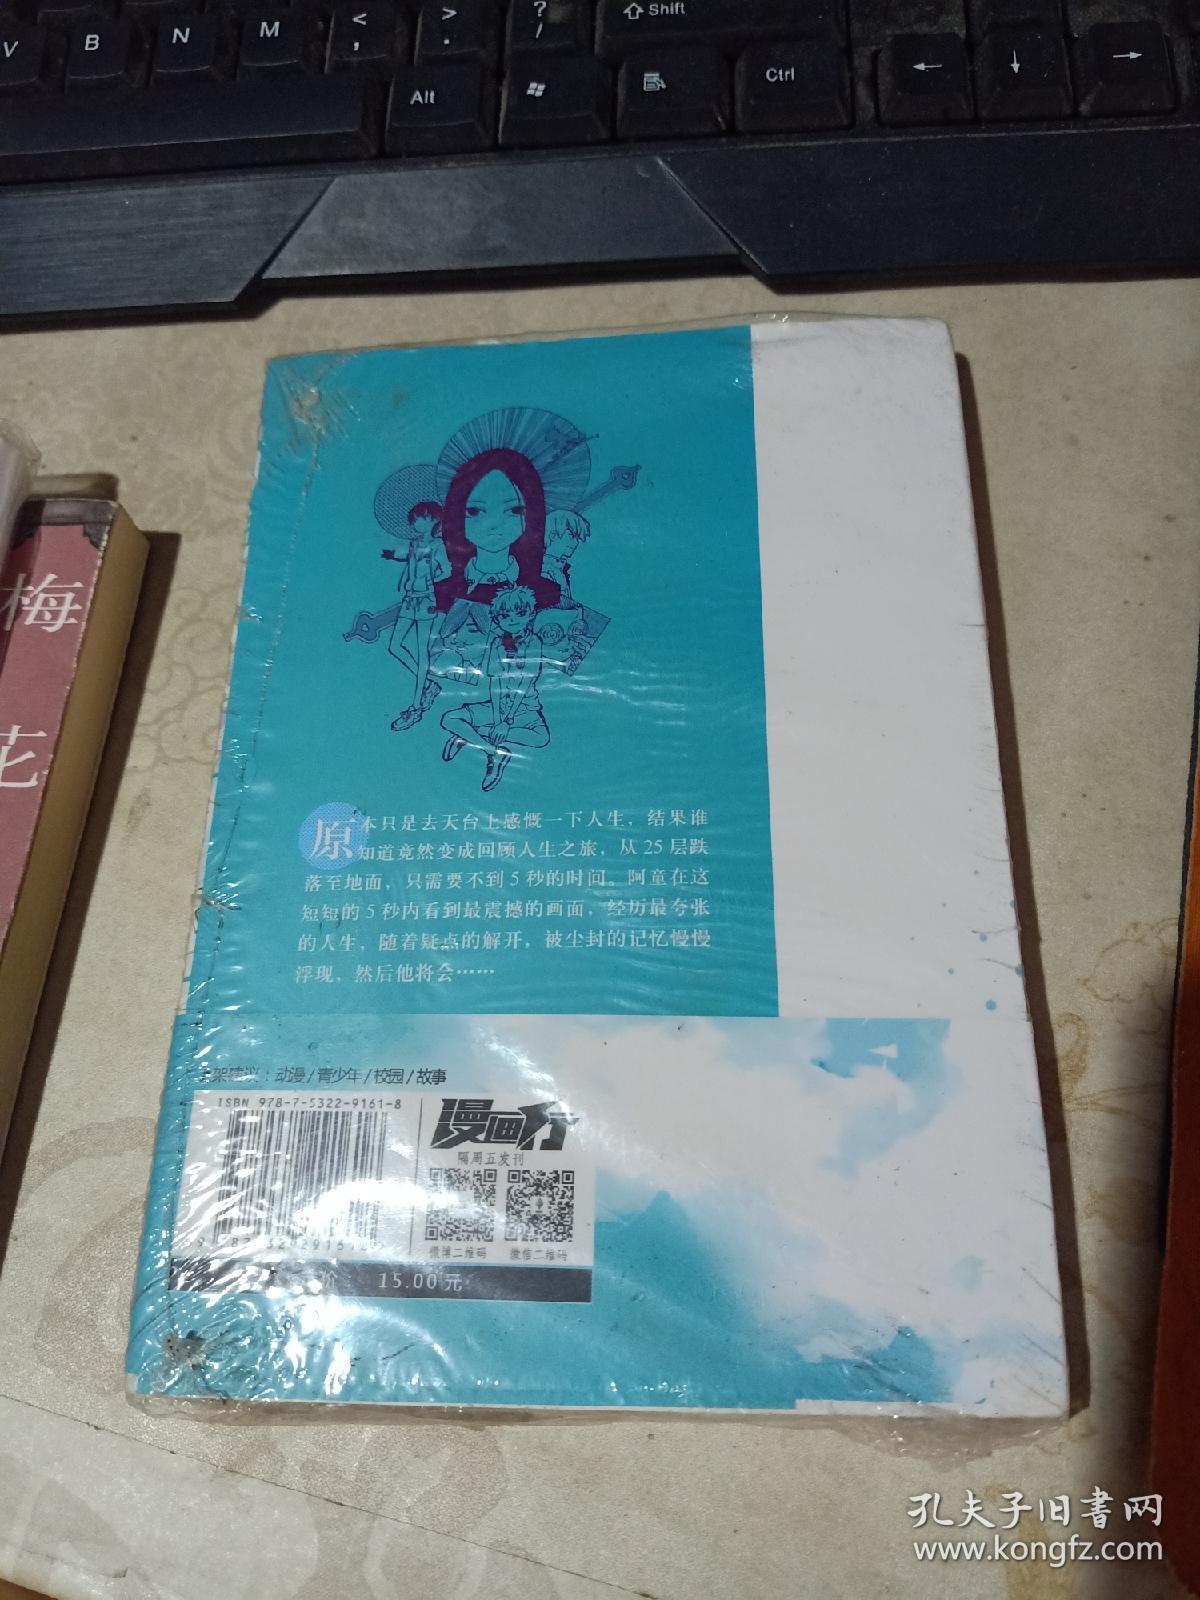 V
B
N
M
<
,
>
.
?
/
Shift
Alt
Ctrl
梅
花
原本只是去天台上感慨一下人生，结果谁
知道竟然变成回顾人生之旅，从25层跌
落至地面，只需要不到5秒的时间。阿童在这
短短的5秒内看到最震撼的画面，经历最夸张
的人生，随着疑点的解开，被尘封的记忆慢慢
浮现，然后他将会……
上架建议：动漫/青少年/校园/故事
ISBN 978-7-5322-9161-8
漫画行
隔周五发刊
微博二维码
微信二维码
价 15.00元
孔夫子旧书网
www.kongfz.com